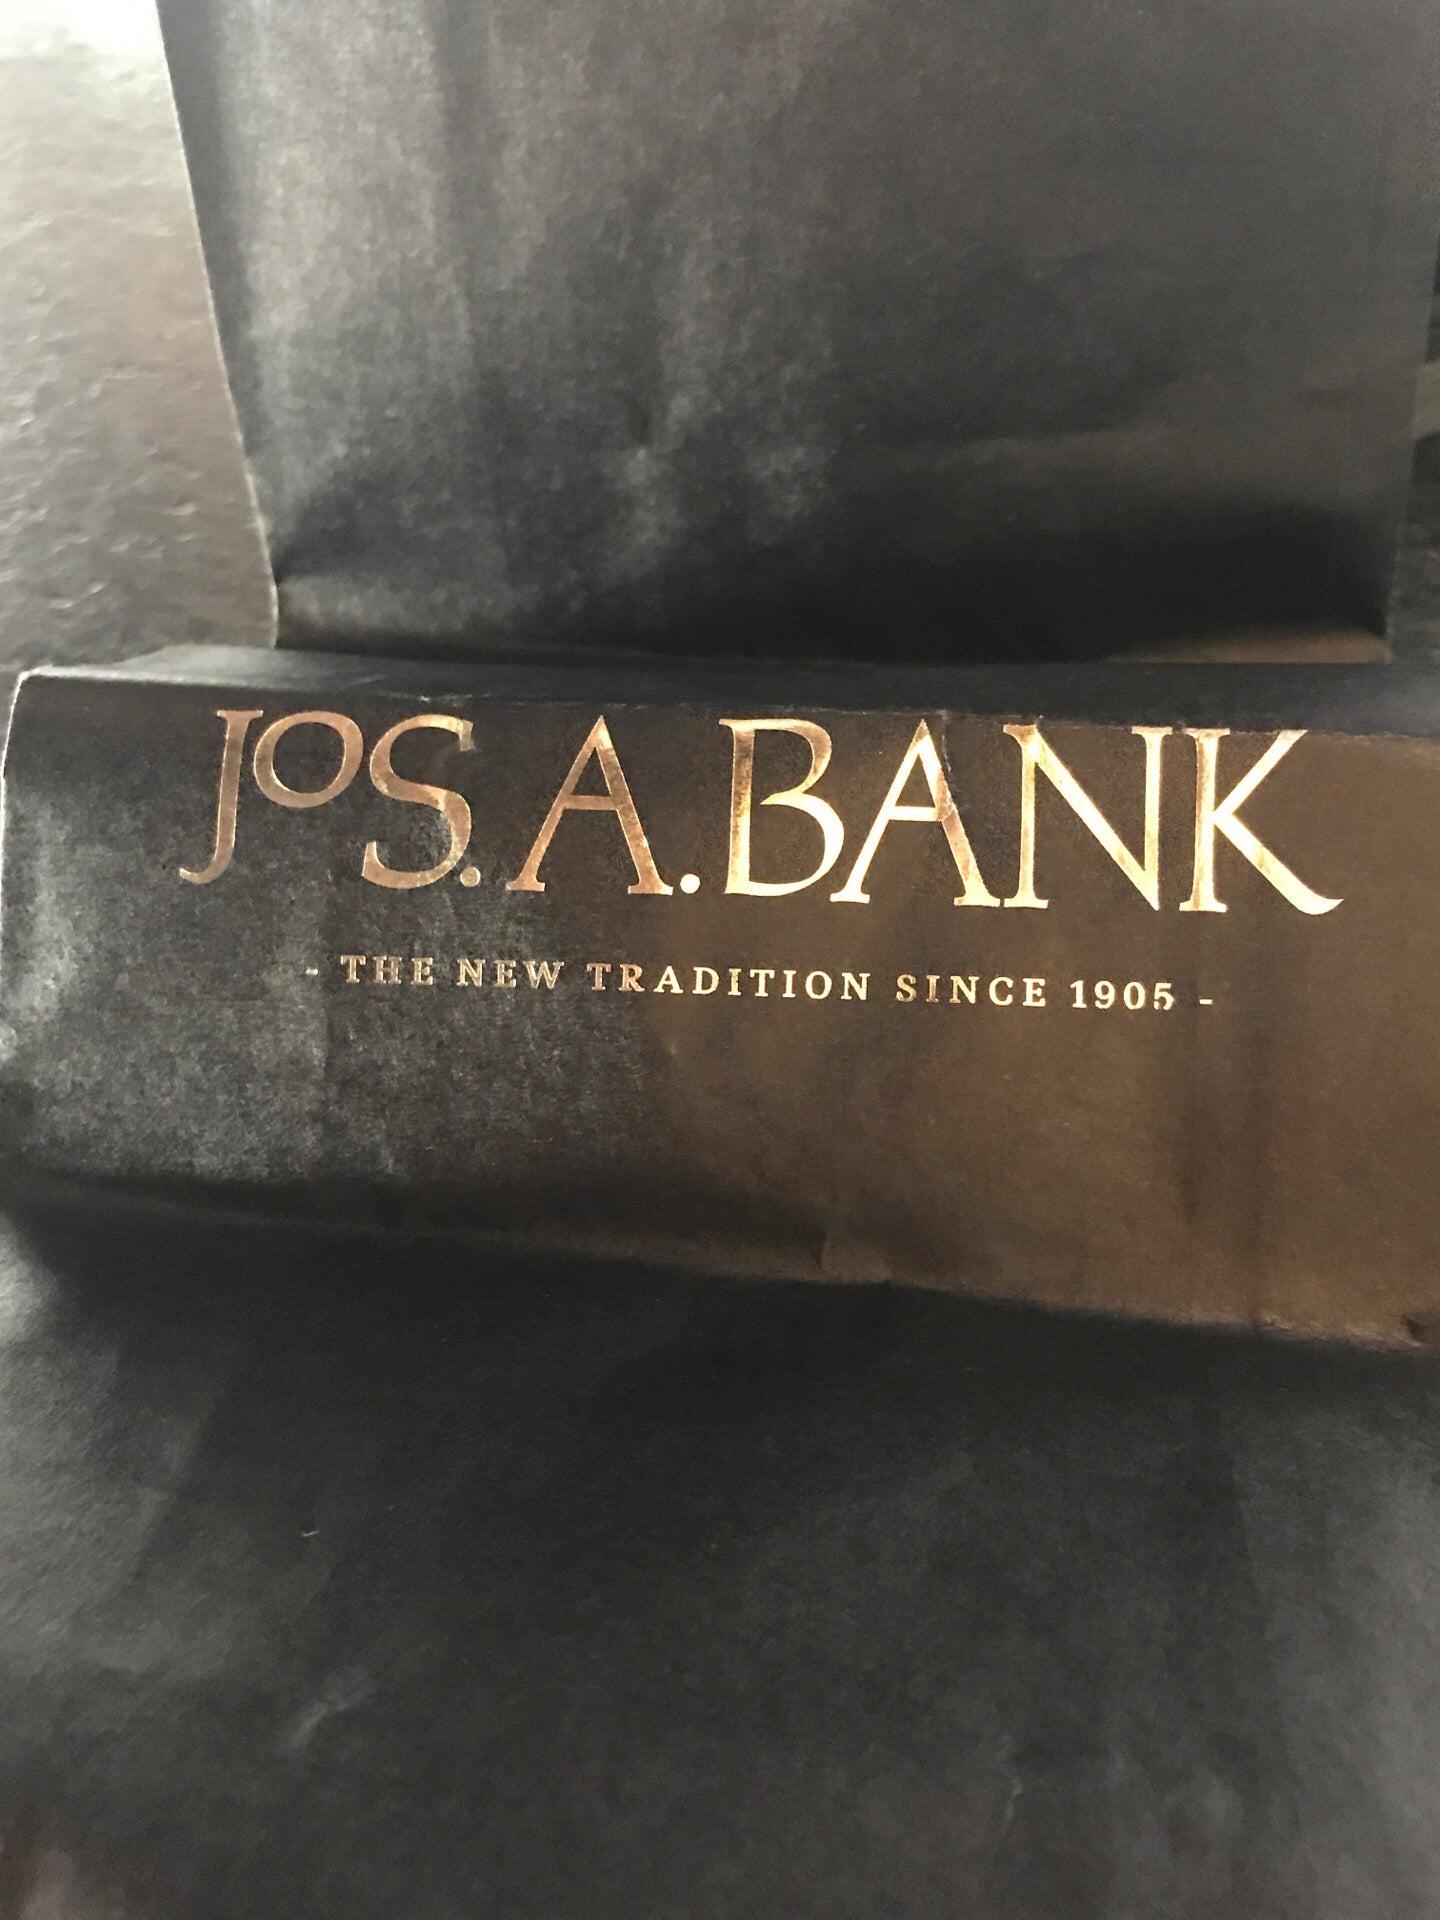 JOS. A. BANK
- THE NEW TRADITION SINCE 1905 -